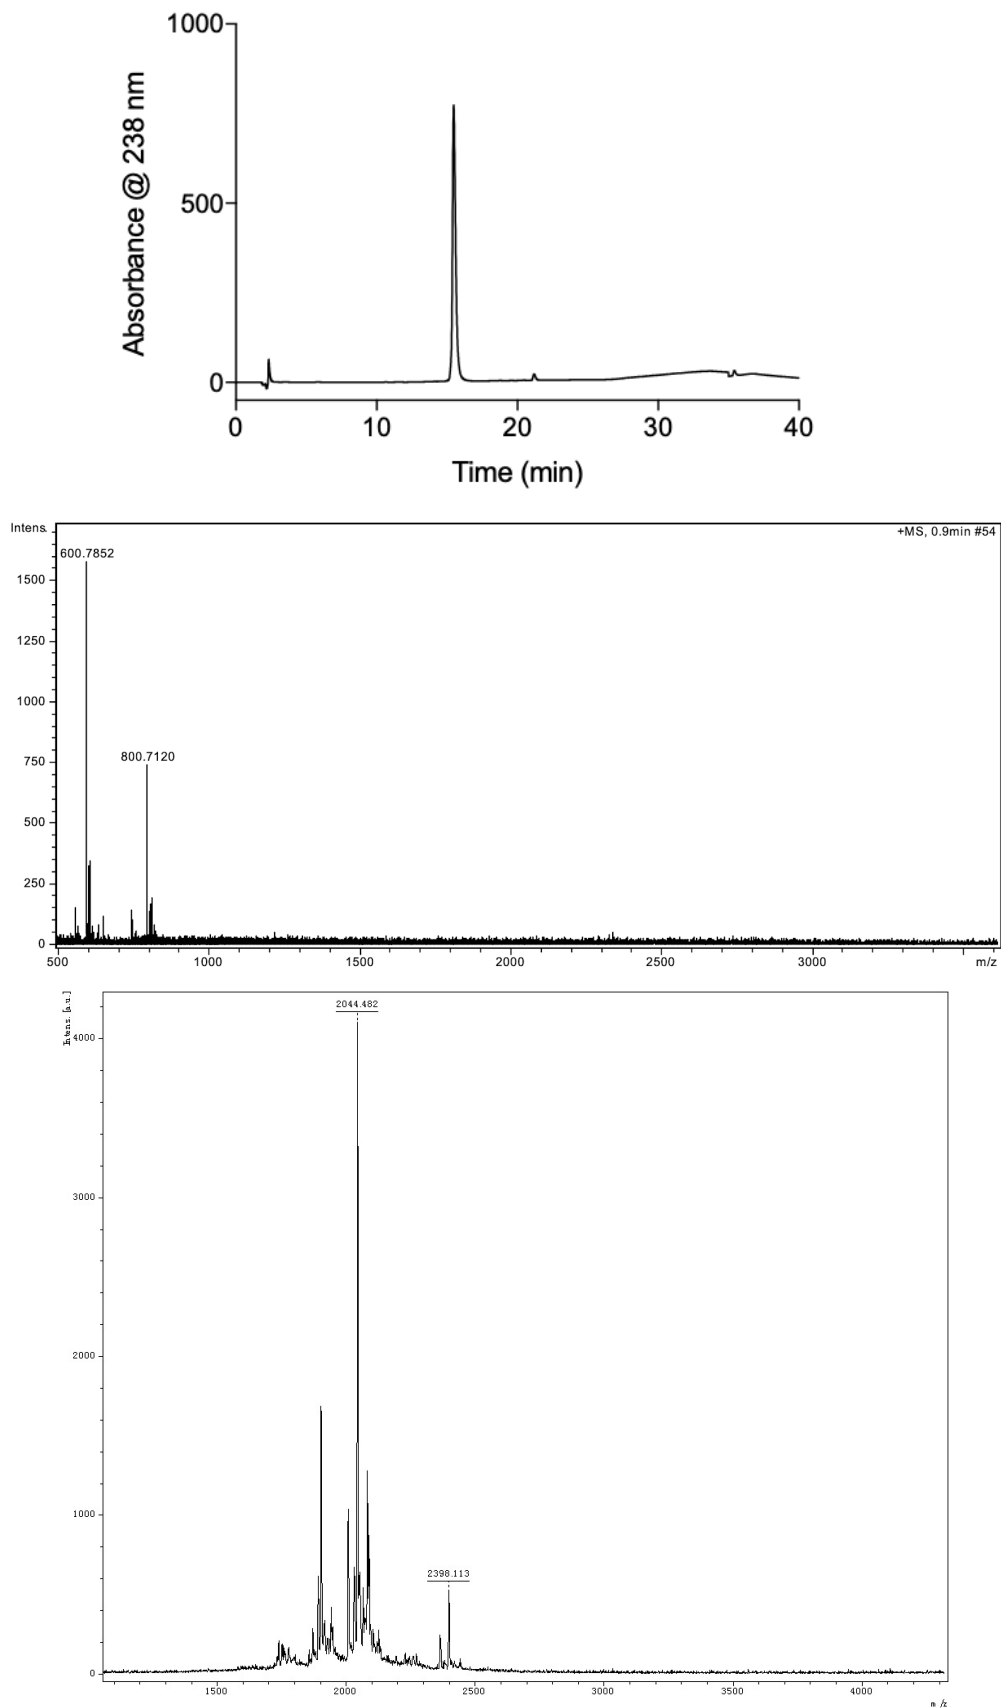 1000
500
0
Absorbance @ 238 nm
0 10 20 30 40
Time (min)
Intens.
+MS, 0.9min #54
600.7852
1500
1250
1000
800.7120
750
500
250
0
500 1000 1500 2000 2500 3000 m/z
Intens. [a.u.]
2044.482
4000
3000
2000
1000
2398.113
0
1500 2000 2500 3000 3500 4000
m/z